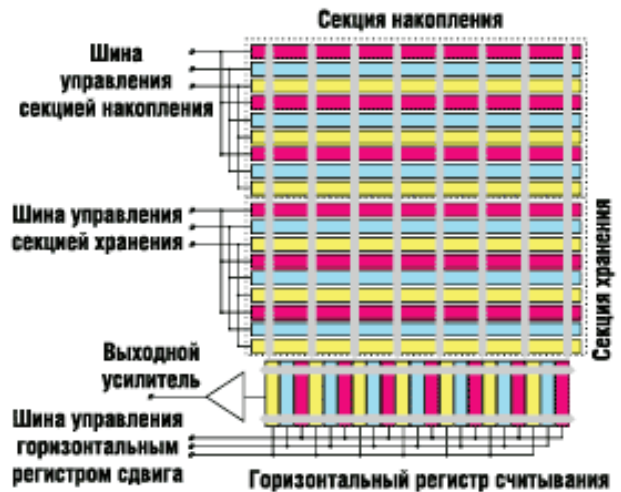 Секция накопления
Шина
управления
секцией накопления
Шина управления
секцией хранения
Секция хранения
Выходной
усилитель
Шина управления
горизонтальным
регистром сдвига
Горизонтальный регистр считывания